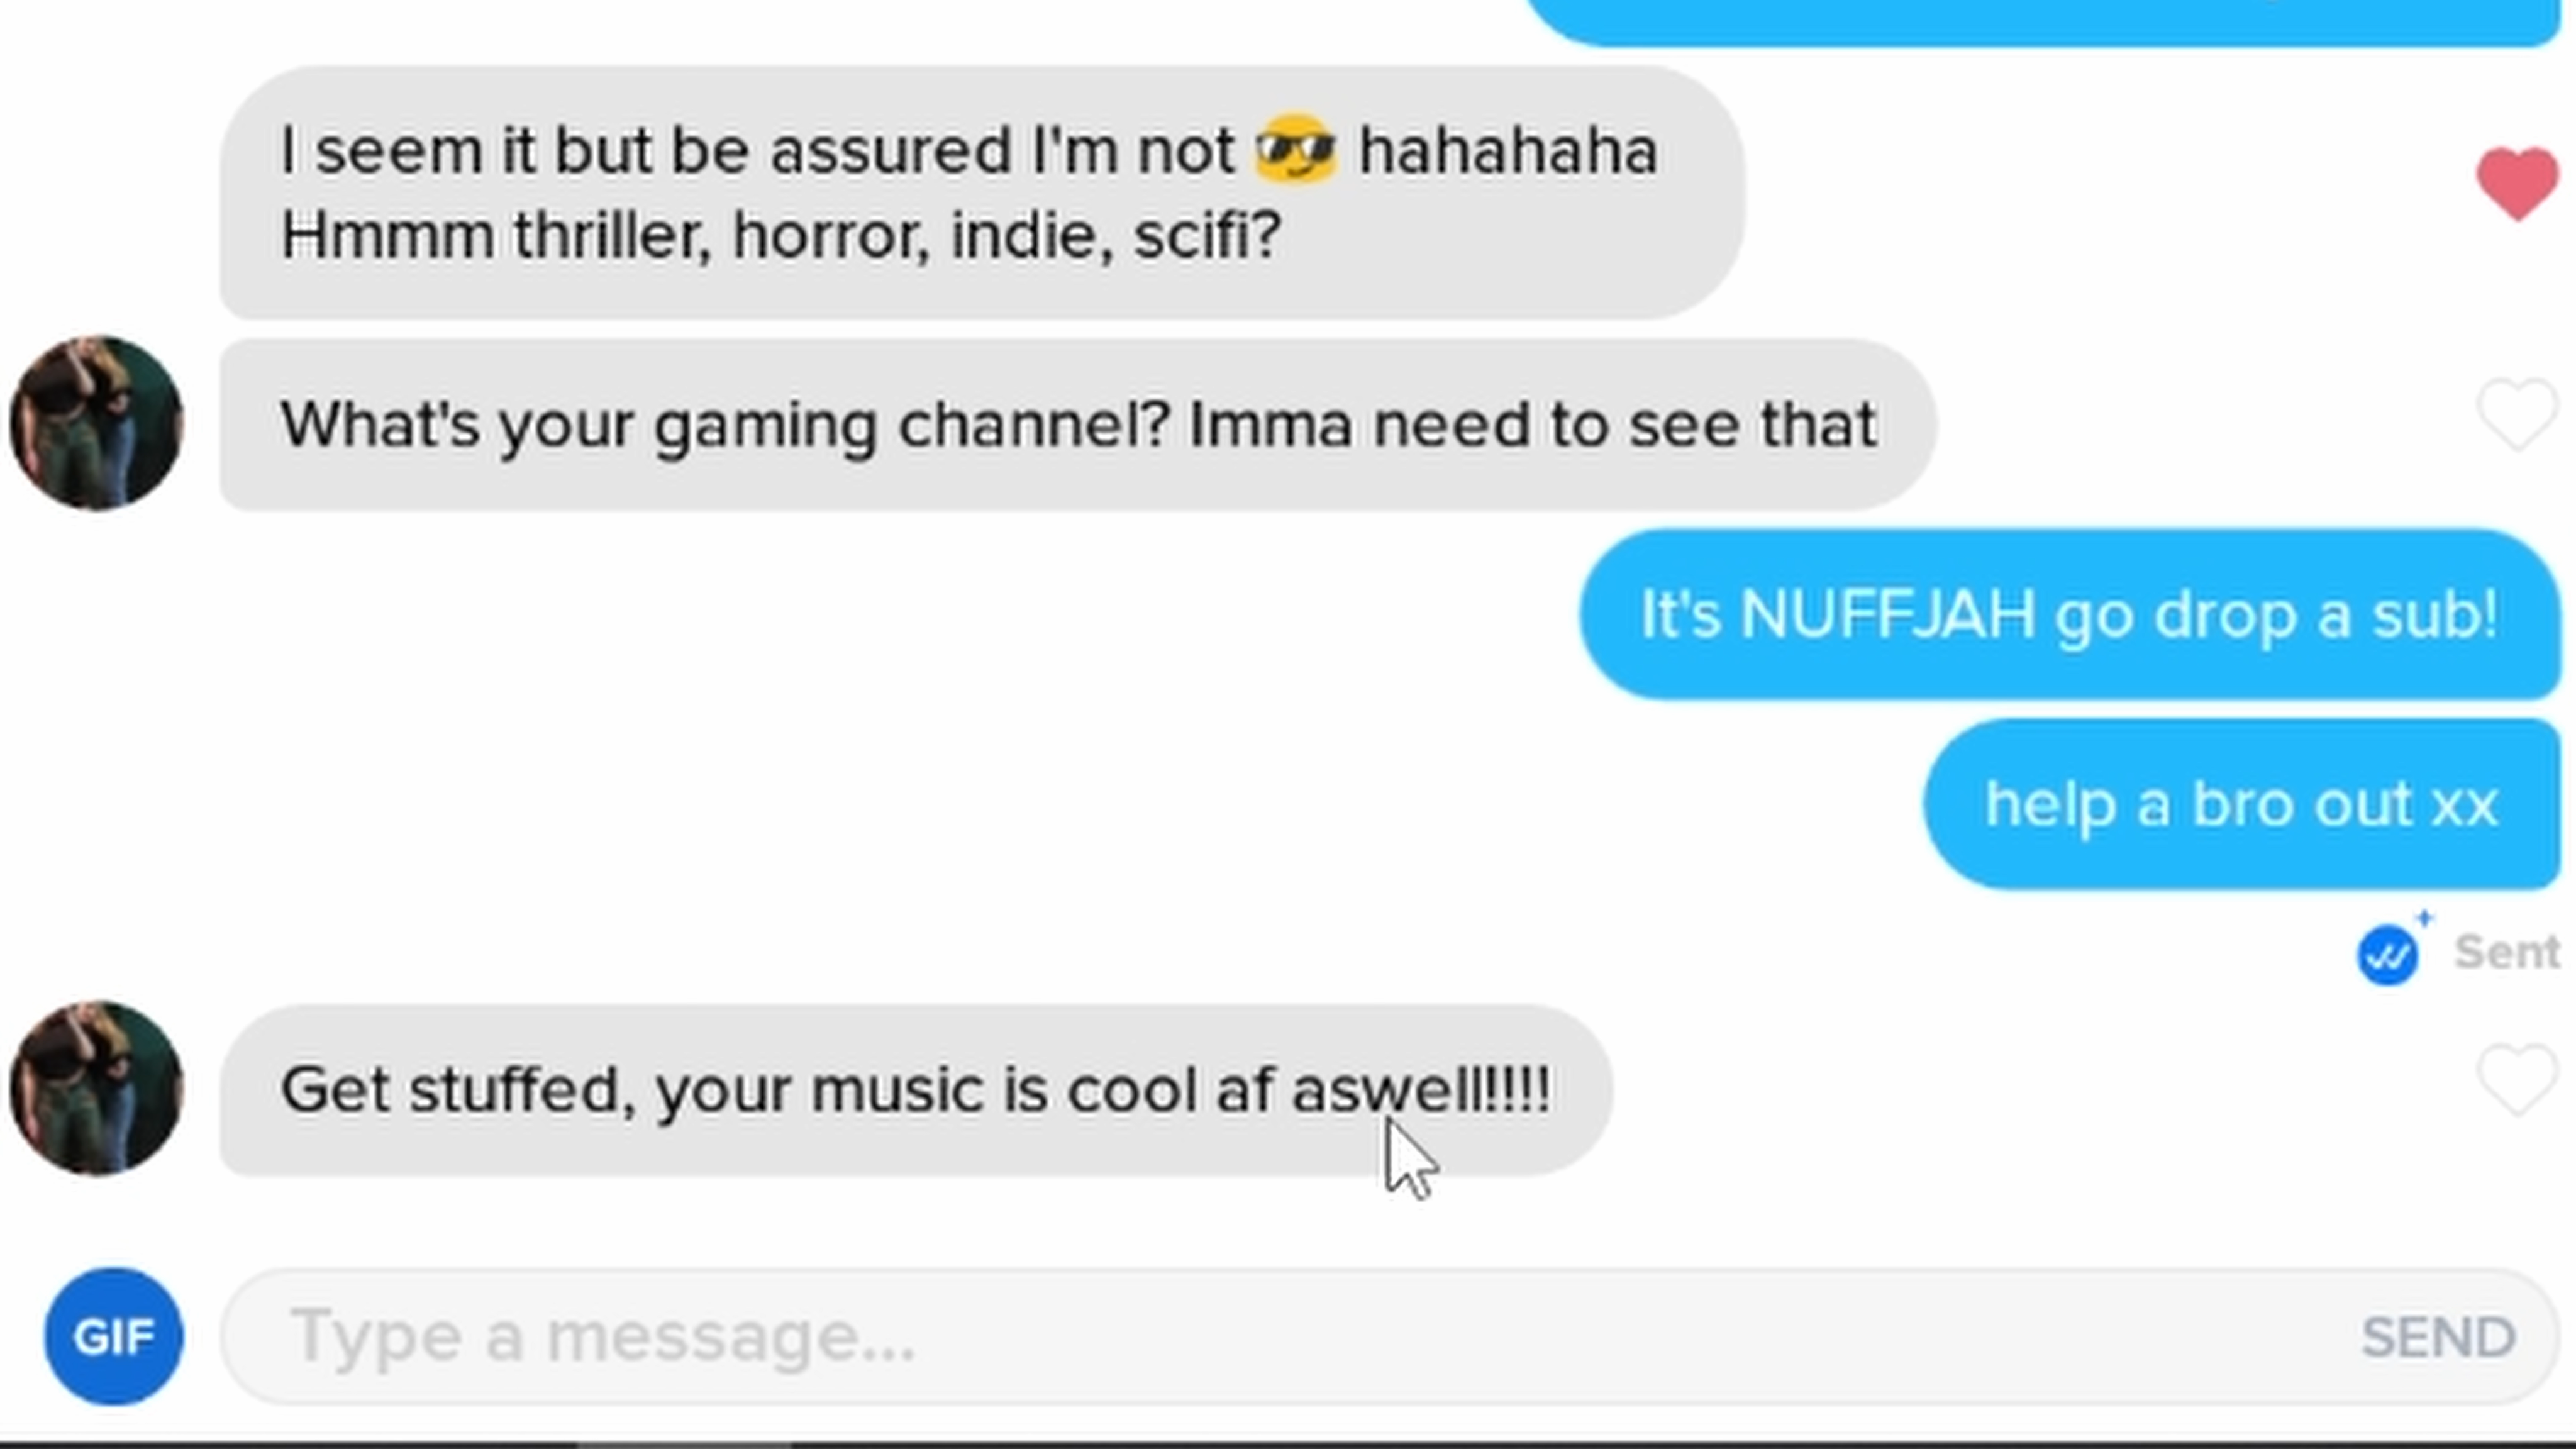 I seem it but be assured I'm not 😎 hahahaha
Hmmm thriller, horror, indie, scifi?
What's your gaming channel? Imma need to see that
It's NUFFJAH go drop a sub!
help a bro out xx
Sent
Get stuffed, your music is cool af aswell!!!!
GIF
Type a message...
SEND